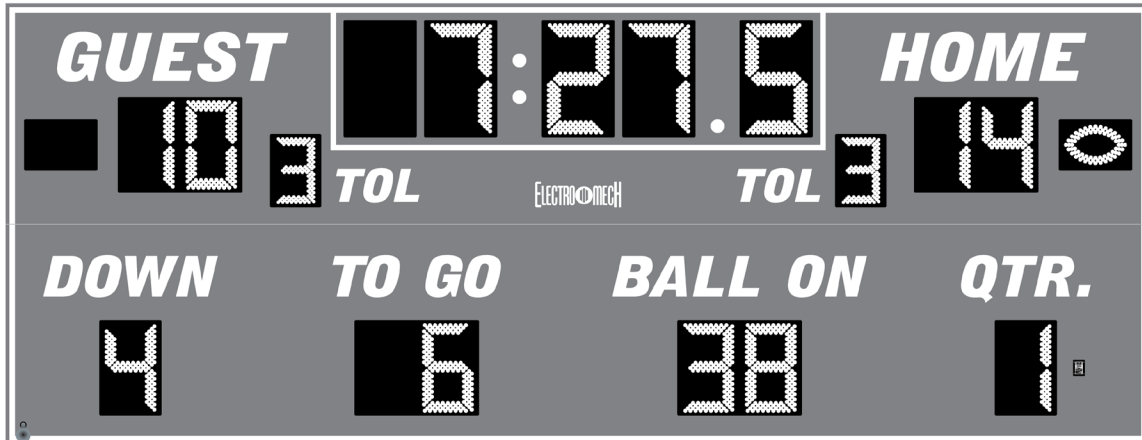 GUEST 7:27.5 HOME
10 3 TOL TOL 3 14
ELECTRO MECH
DOWN TO GO BALL ON QTR.
4 6 38 1